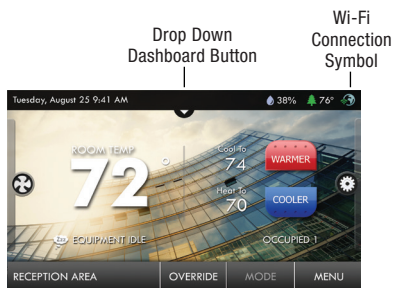 Wi-Fi
Drop Down
Connection
Dashboard Button
Symbol
Tuesday, August 25 9:41 AM
38%
76°
ROOM TEMP
72°
Cool To
74
WARMER
Heat To
70
COOLER
EQUIPMENT IDLE
OCCUPIED 1
RECEPTION AREA
OVERRIDE
MODE
MENU